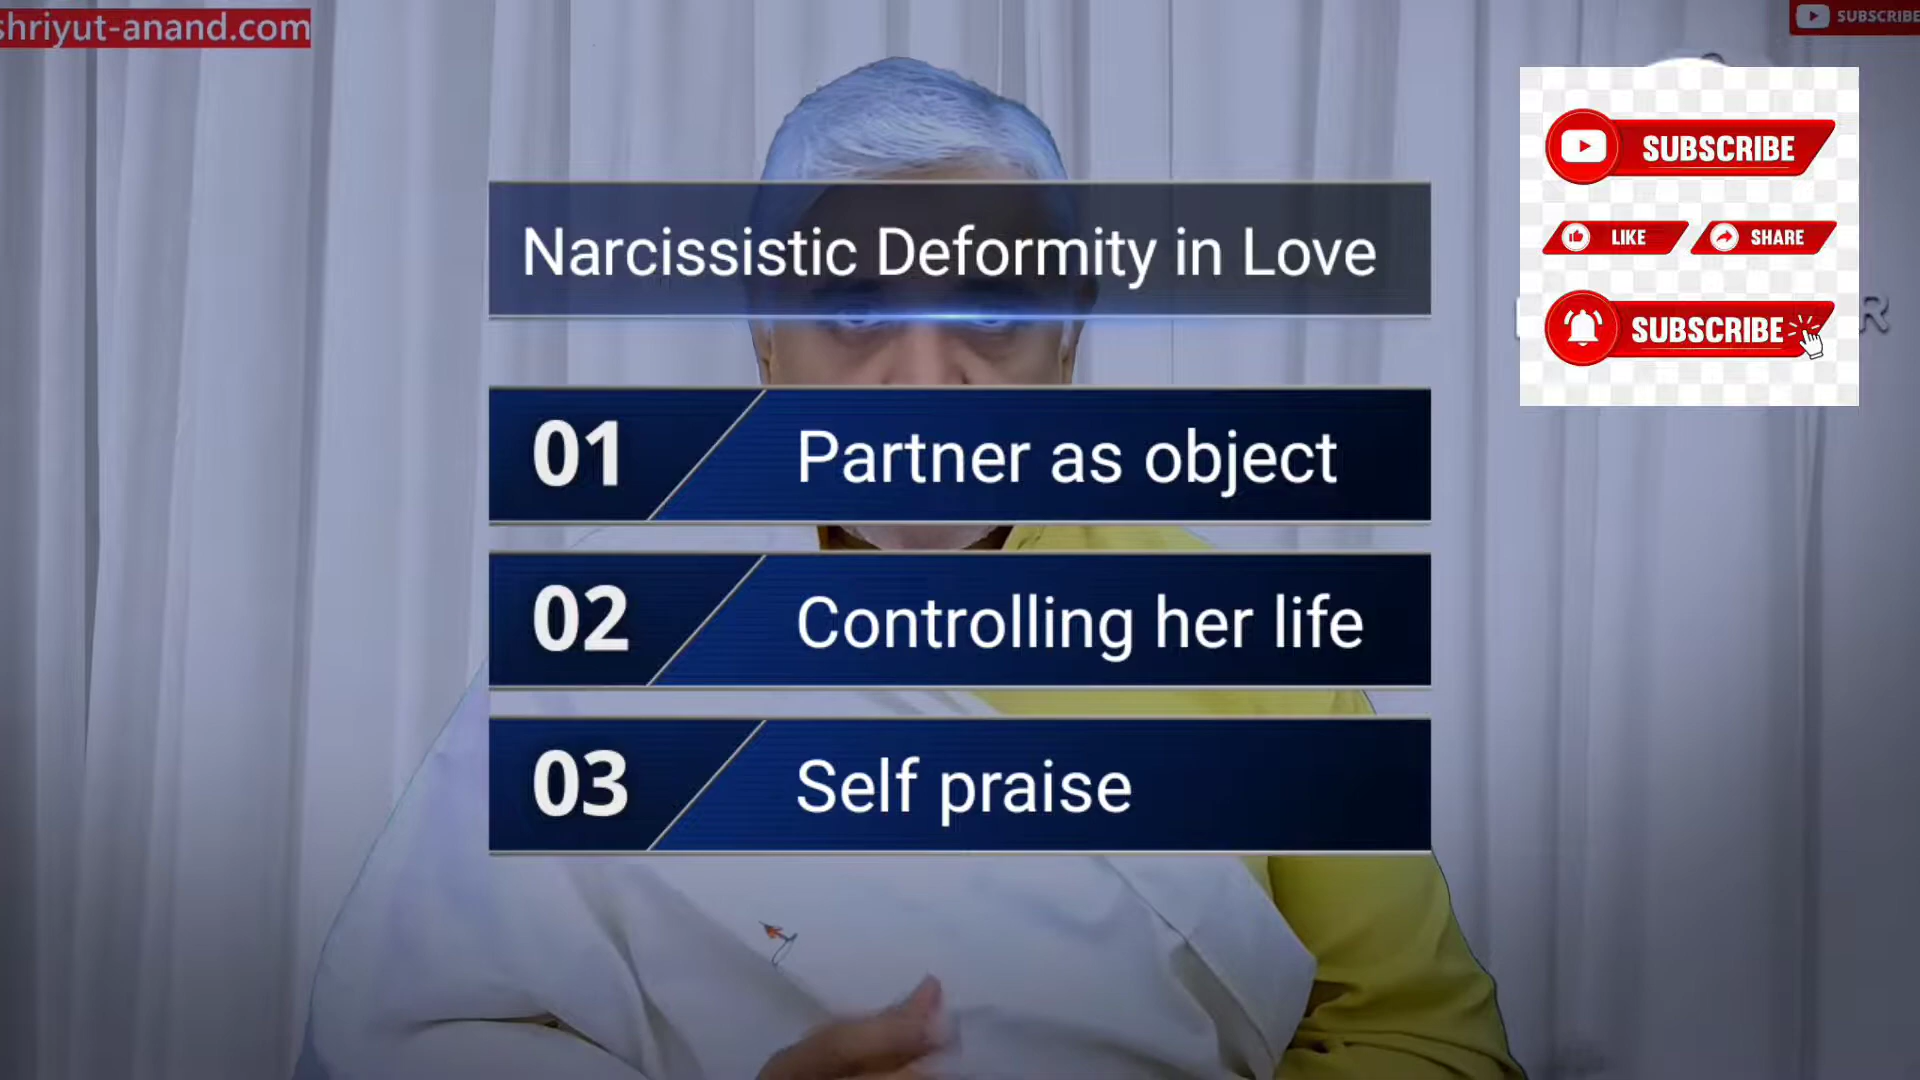 shriyut-anand.com
SUBSCRIBE
SUBSCRIBE
LIKE
SHARE
SUBSCRIBE
R
Narcissistic Deformity in Love
01 Partner as object
02 Controlling her life
03 Self praise